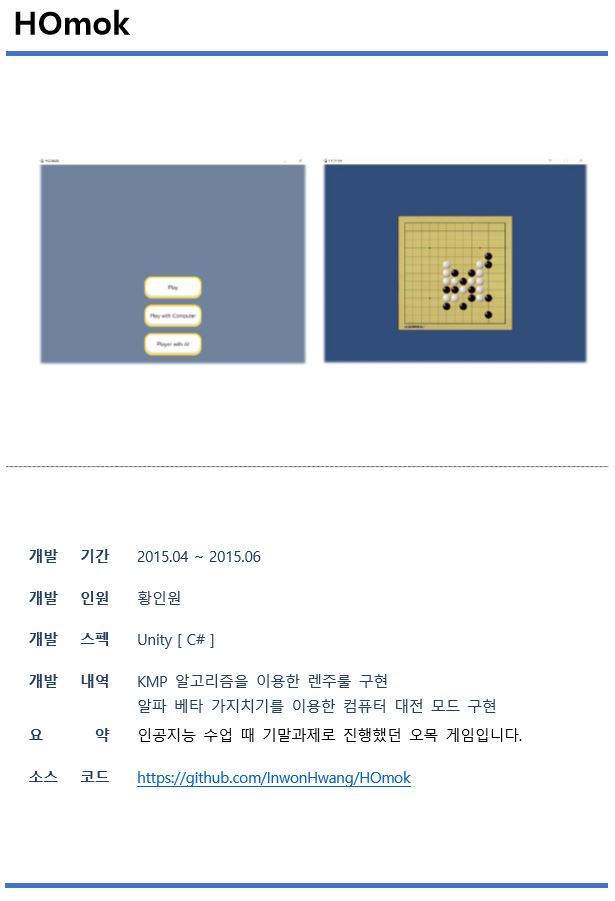 HOmok
Play
Play with Computer
Player with AI
개발 기간 2015.04 ~ 2015.06
개발 인원 황인원
개발 스펙 Unity [ C# ]
개발 내역 KMP 알고리즘을 이용한 렌주룰 구현
알파 베타 가지치기를 이용한 컴퓨터 대전 모드 구현
요 약 인공지능 수업 때 기말과제로 진행했던 오목 게임입니다.
소스 코드 https://github.com/InwonHwang/HOmok